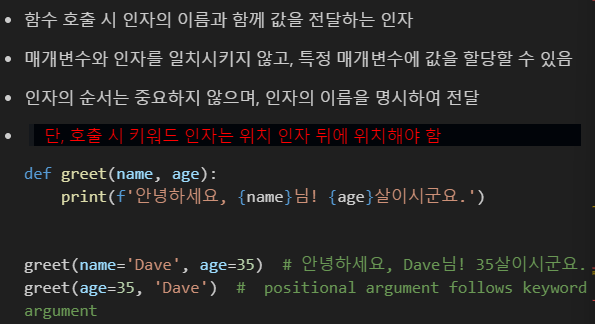 • 함수 호출 시 인자의 이름과 함께 값을 전달하는 인자
• 매개변수와 인자를 일치시키지 않고, 특정 매개변수에 값을 할당할 수 있음
• 인자의 순서는 중요하지 않으며, 인자의 이름을 명시하여 전달
• 단, 호출 시 키워드 인자는 위치 인자 뒤에 위치해야 함
def greet(name, age):
    print(f'안녕하세요, {name}님! {age}살이시군요.')
greet(name='Dave', age=35)  # 안녕하세요, Dave님! 35살이시군요.
greet(age=35, 'Dave')  #  positional argument follows keyword
argument